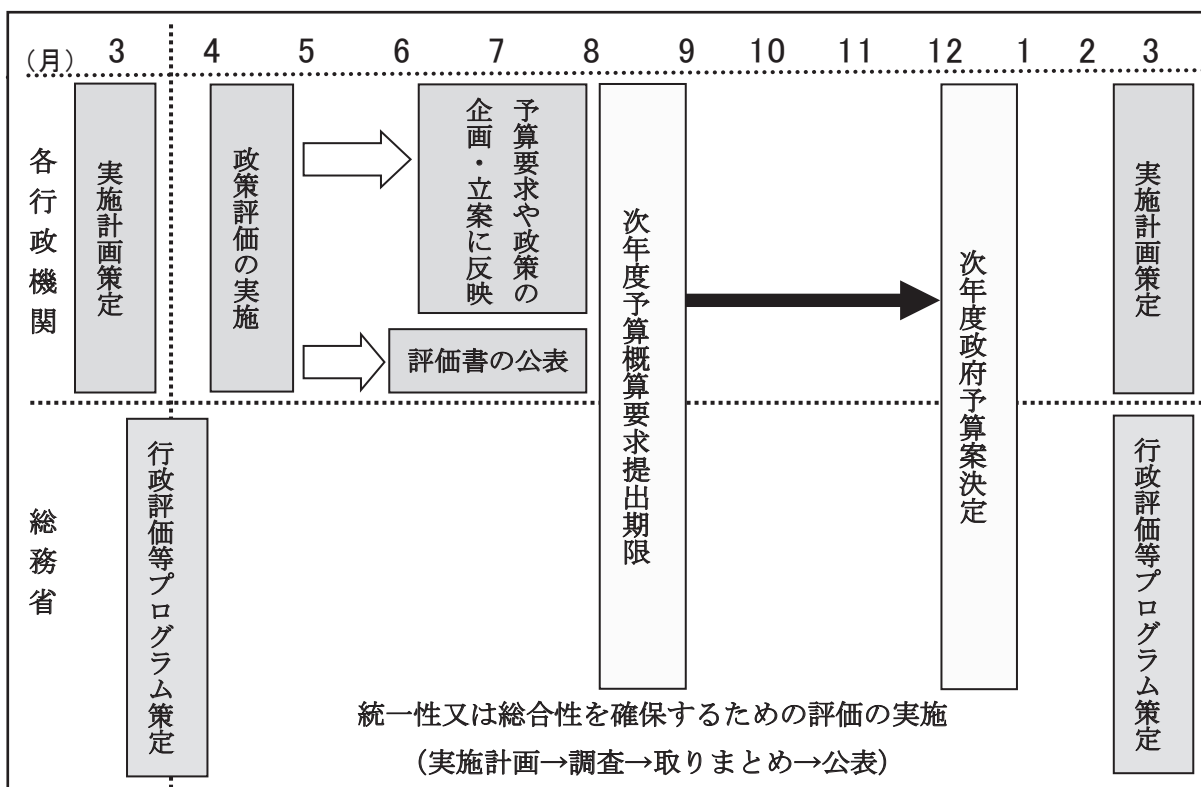 (月) 3 4 5 6 7 8 9 10 11 12 1 2 3
各行政機関
実施計画策定
政策評価の実施
予算要求や政策の
企画・立案に反映
評価書の公表
次年度予算概算要求提出期限
次年度政府予算案決定
実施計画策定
総務省
行政評価等プログラム策定
統一性又は総合性を確保するための評価の実施
(実施計画→調査→取りまとめ→公表)
行政評価等プログラム策定